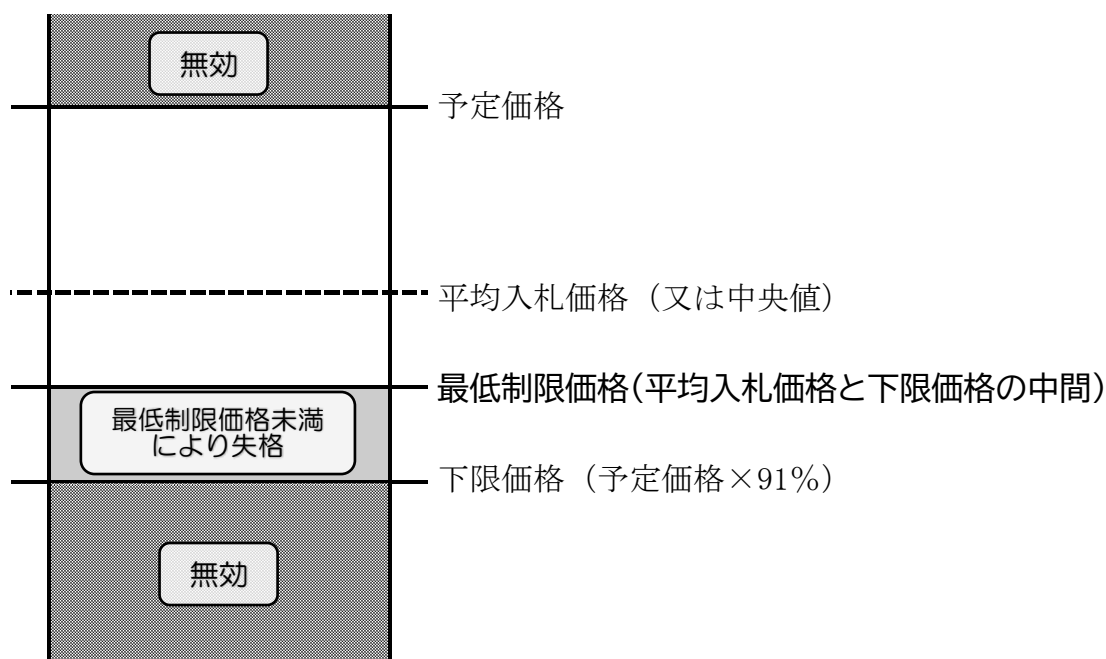 無効
予定価格
平均入札価格（又は中央値）
最低制限価格（平均入札価格と下限価格の中間）
最低制限価格未満
により失格
下限価格（予定価格×91％）
無効